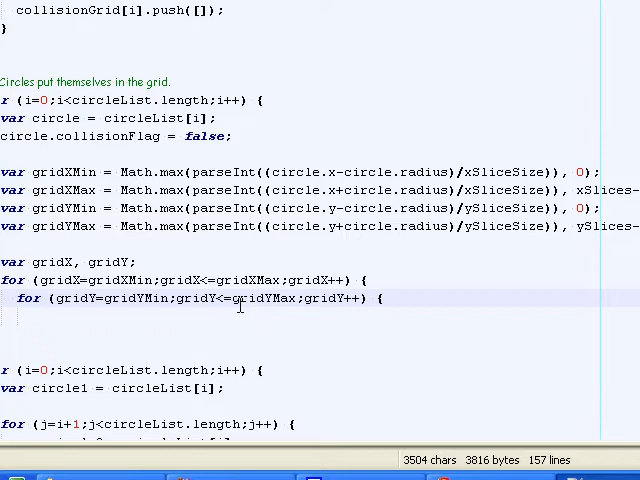 collisionGrid[i].push([]);
}
Circles put themselves in the grid.
r (i=0;i<circleList.length;i++) {
var circle = circleList[i];
circle.collisionFlag = false;
var gridXMin = Math.max(parseInt((circle.x-circle.radius)/xSliceSize)), 0);
var gridXMax = Math.max(parseInt((circle.x+circle.radius)/xSliceSize)), xSlices-
var gridYMin = Math.max(parseInt((circle.y-circle.radius)/ySliceSize)), 0);
var gridYMax = Math.max(parseInt((circle.y+circle.radius)/ySliceSize)), ySlices-
var gridX, gridY;
for (gridX=gridXMin;gridX<=gridXMax;gridX++) {
for (gridY=gridYMin;gridY<=gridYMax;gridY++) {
r (i=0;i<circleList.length;i++) {
var circle1 = circleList[i];
for (j=i+1;j<circleList.length;j++) {
3504 chars 3816 bytes 157 lines